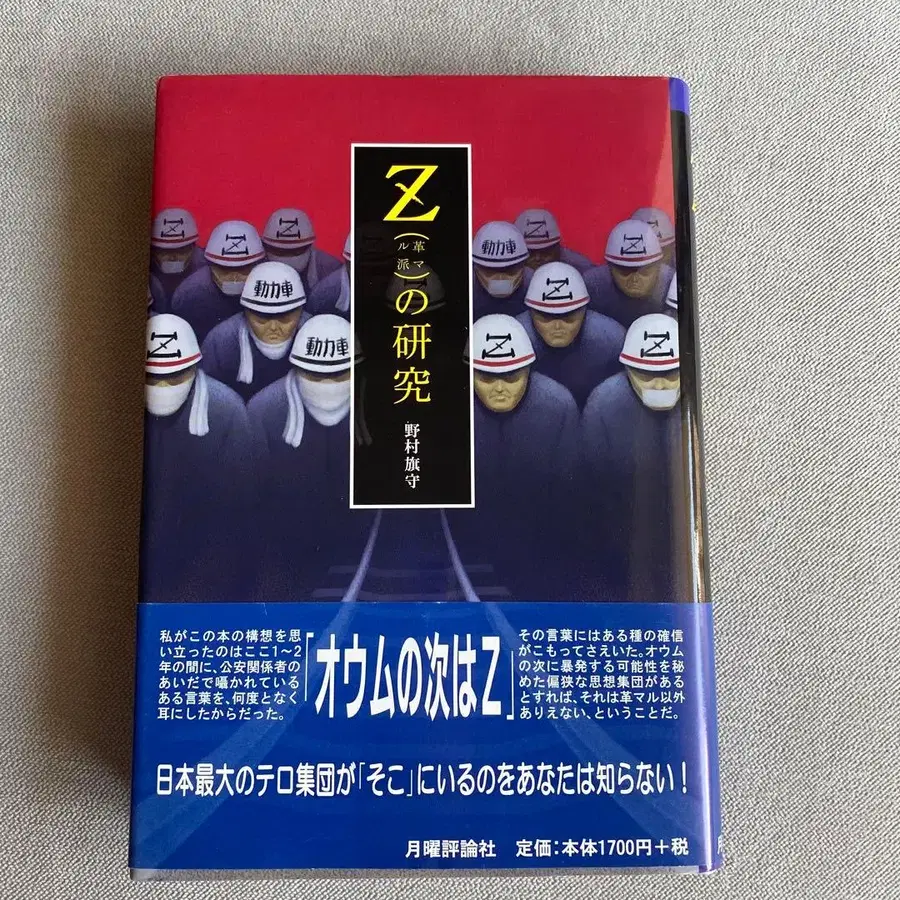 Z(革マル派)の研究
野村旗守
Z
Z
Z
Z
動力車
Z
動力車
Z
Z
動力車
Z
Z
Z
私がこの本の構想を思
い立ったのはここ1〜2
年の間に、公安関係者の
あいだで囁かれている
ある言葉を、何度となく
耳にしたからだった。
「オウムの次はZ」
その言葉にはある種の確信
がこもってさえいた。オウム
の次に暴発する可能性を秘
めた偏狭な思想集団がある
とすれば、それは革マル以外
ありえない、ということだ。
日本最大のテロ集団が「そこ」にいるのをあなたは知らない!
月曜評論社 定価:本体1700円+税